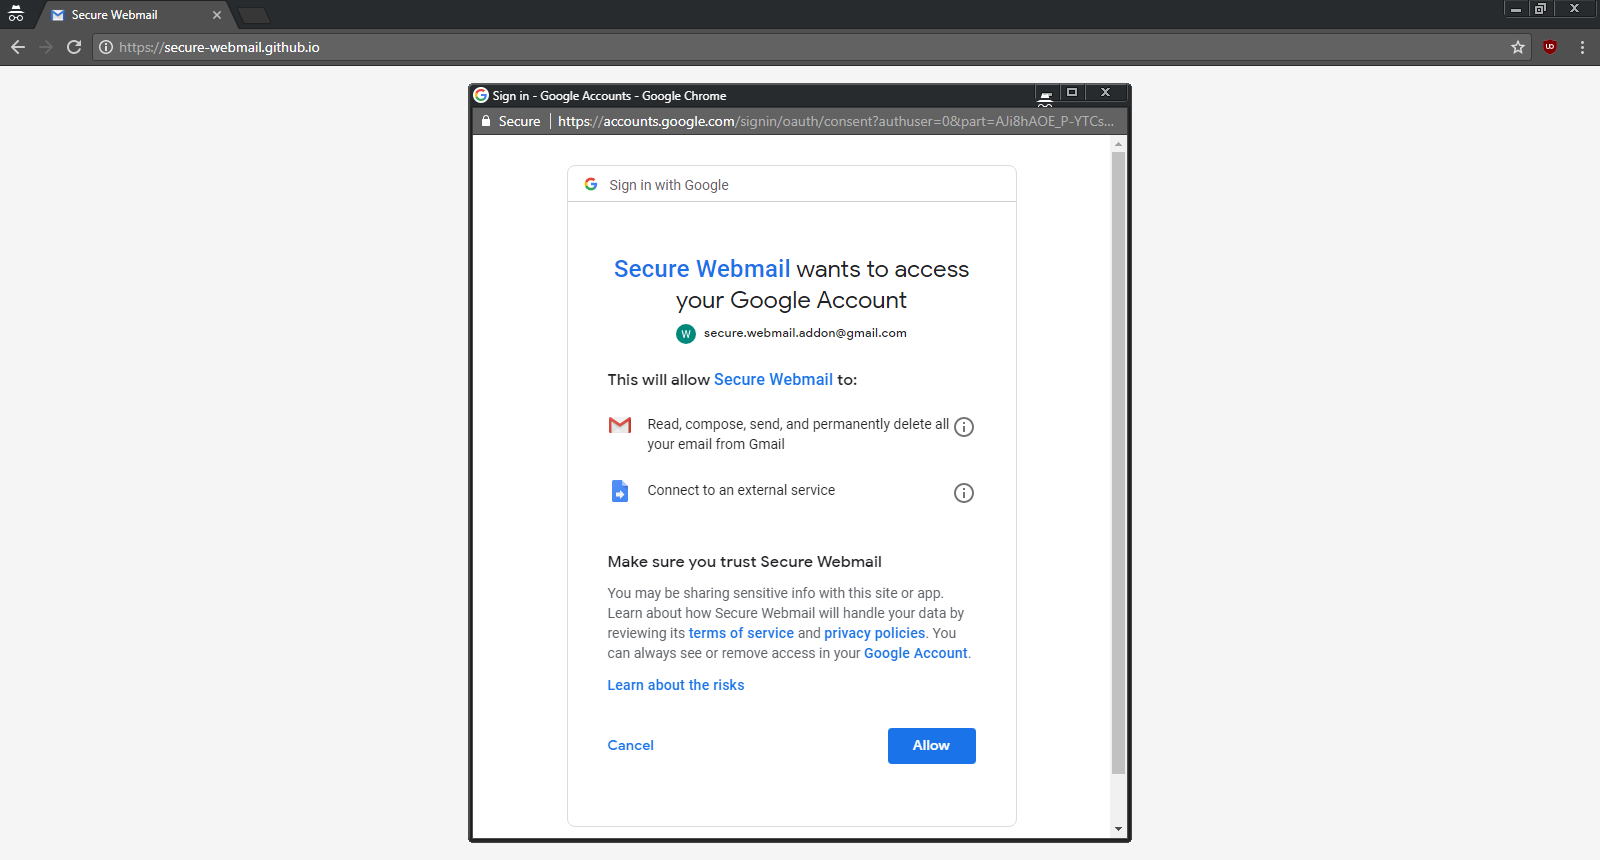 Secure Webmail
https://secure-webmail.github.io
Sign in - Google Accounts - Google Chrome
Secure | https://accounts.google.com/signin/oauth/consent?authuser=0&part=AJi8hAOE_P-YTCs...
Sign in with Google
Secure Webmail wants to access
your Google Account
W secure.webmail.addon@gmail.com
This will allow Secure Webmail to:
Read, compose, send, and permanently delete all
your email from Gmail
Connect to an external service
Make sure you trust Secure Webmail
You may be sharing sensitive info with this site or app.
Learn about how Secure Webmail will handle your data by
reviewing its terms of service and privacy policies. You
can always see or remove access in your Google Account.
Learn about the risks
Cancel
Allow